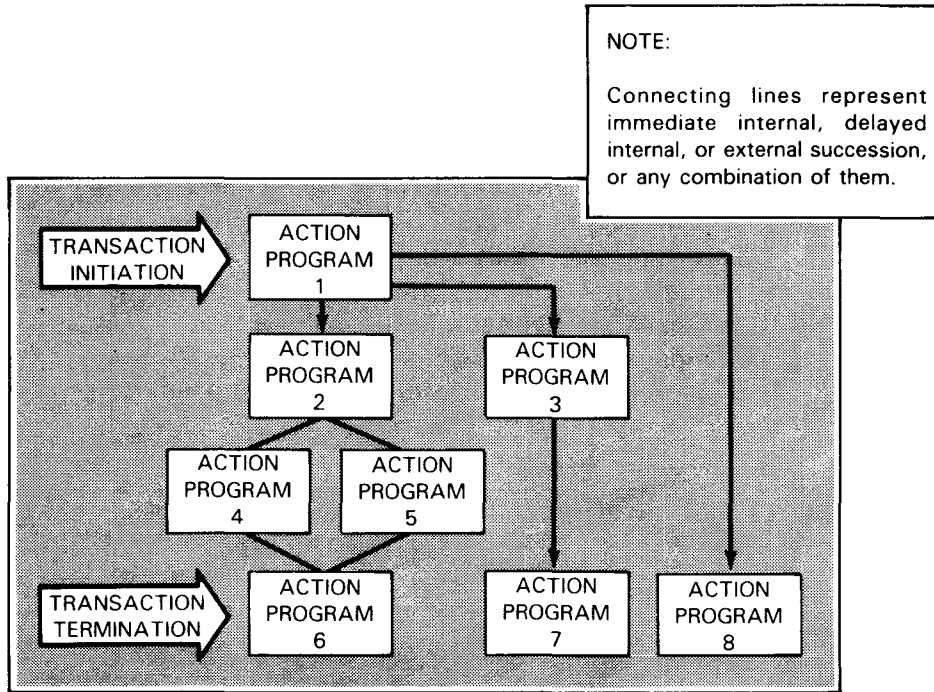 NOTE:
Connecting lines represent
immediate internal, delayed
internal, or external succession,
or any combination of them.
TRANSACTION
INITIATION
ACTION
PROGRAM
1
ACTION
PROGRAM
2
ACTION
PROGRAM
3
ACTION
PROGRAM
4
ACTION
PROGRAM
5
TRANSACTION
TERMINATION
ACTION
PROGRAM
6
ACTION
PROGRAM
7
ACTION
PROGRAM
8